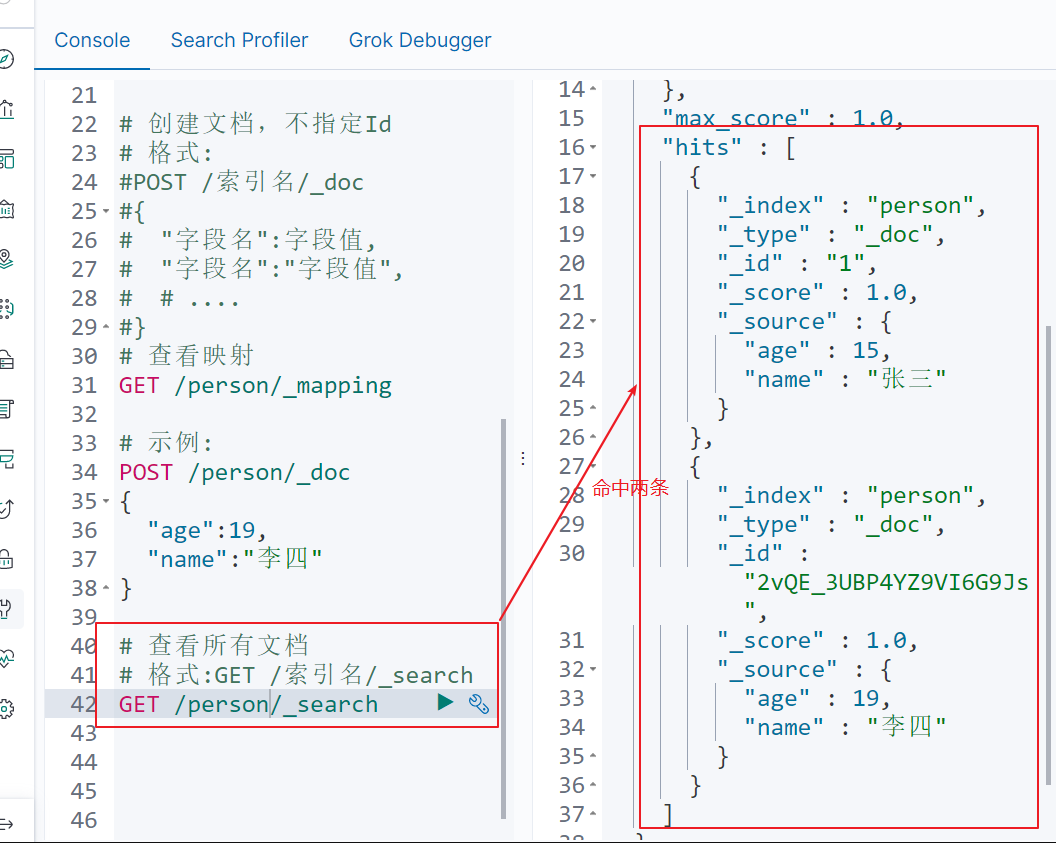 Console Search Profiler Grok Debugger
21
22 # 创建文档，不指定Id
23 # 格式:
24 #POST /索引名/_doc
25 #{
26 #  "字段名":字段值,
27 #  "字段名":"字段值",
28 #  # ....
29 #}
30 # 查看映射
31 GET /person/_mapping
32
33 # 示例:
34 POST /person/_doc
35 {
36   "age":19,
37   "name":"李四"
38 }
39
40 # 查看所有文档
41 # 格式:GET /索引名/_search
42 GET /person/_search
43
44
45
46
14 },
15 "max_score" : 1.0,
16 "hits" : [
17 {
18 "_index" : "person",
19 "_type" : "_doc",
20 "_id" : "1",
21 "_score" : 1.0,
22 "_source" : {
23 "age" : 15,
24 "name" : "张三"
25 }
26 },
27 {
28 "_index" : "person",
29 "_type" : "_doc",
30 "_id" :
"2vQE_3UBP4YZ9VI6G9Js
",
31 "_score" : 1.0,
32 "_source" : {
33 "age" : 19,
34 "name" : "李四"
35 }
36 }
37 ]
38 }
命中两条